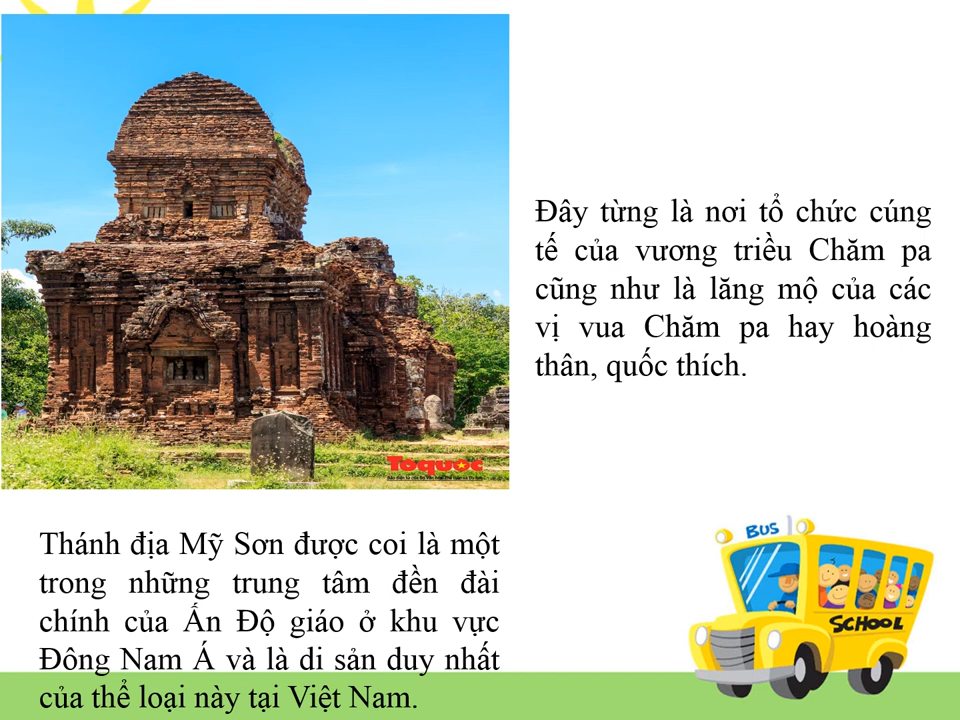 Đây từng là nơi tổ chức cúng
tế của vương triều Chăm pa
cũng như là lăng mộ của các
vị vua Chăm pa hay hoàng
thân, quốc thích.
Toquoc
Thánh địa Mỹ Sơn được coi là một
trong những trung tâm đền đài
chính của Ấn Độ giáo ở khu vực
Đông Nam Á và là di sản duy nhất
của thể loại này tại Việt Nam.
BUS
SCHOOL